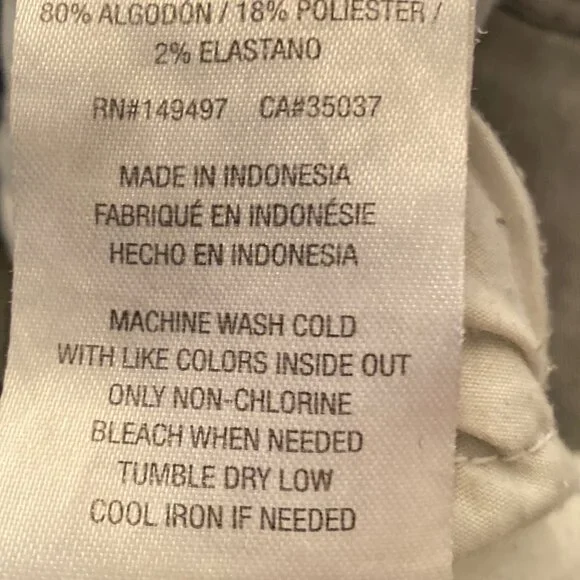 80% ALGODÓN / 18% POLIÉSTER /
2% ELASTANO
RN#149497 CA#35037
MADE IN INDONESIA
FABRIQUÉ EN INDONÉSIE
HECHO EN INDONESIA
MACHINE WASH COLD
WITH LIKE COLORS INSIDE OUT
ONLY NON-CHLORINE
BLEACH WHEN NEEDED
TUMBLE DRY LOW
COOL IRON IF NEEDED